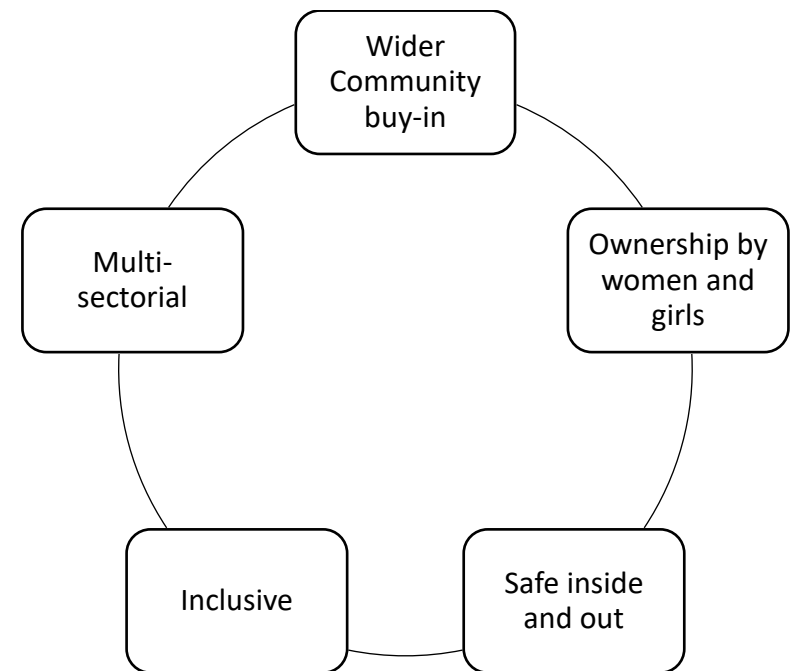 Wider
Community
buy-in
Ownership by
women and
girls
Safe inside
and out
Inclusive
Multi-
sectorial